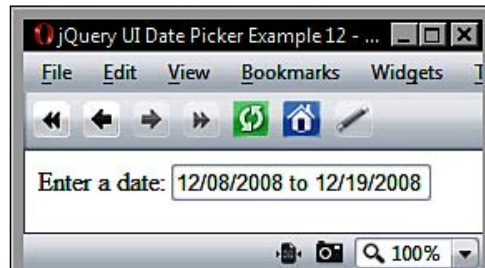 jQuery UI Date Picker Example 12 - ...
File Edit View Bookmarks Widgets
Enter a date: 12/08/2008 to 12/19/2008
100%